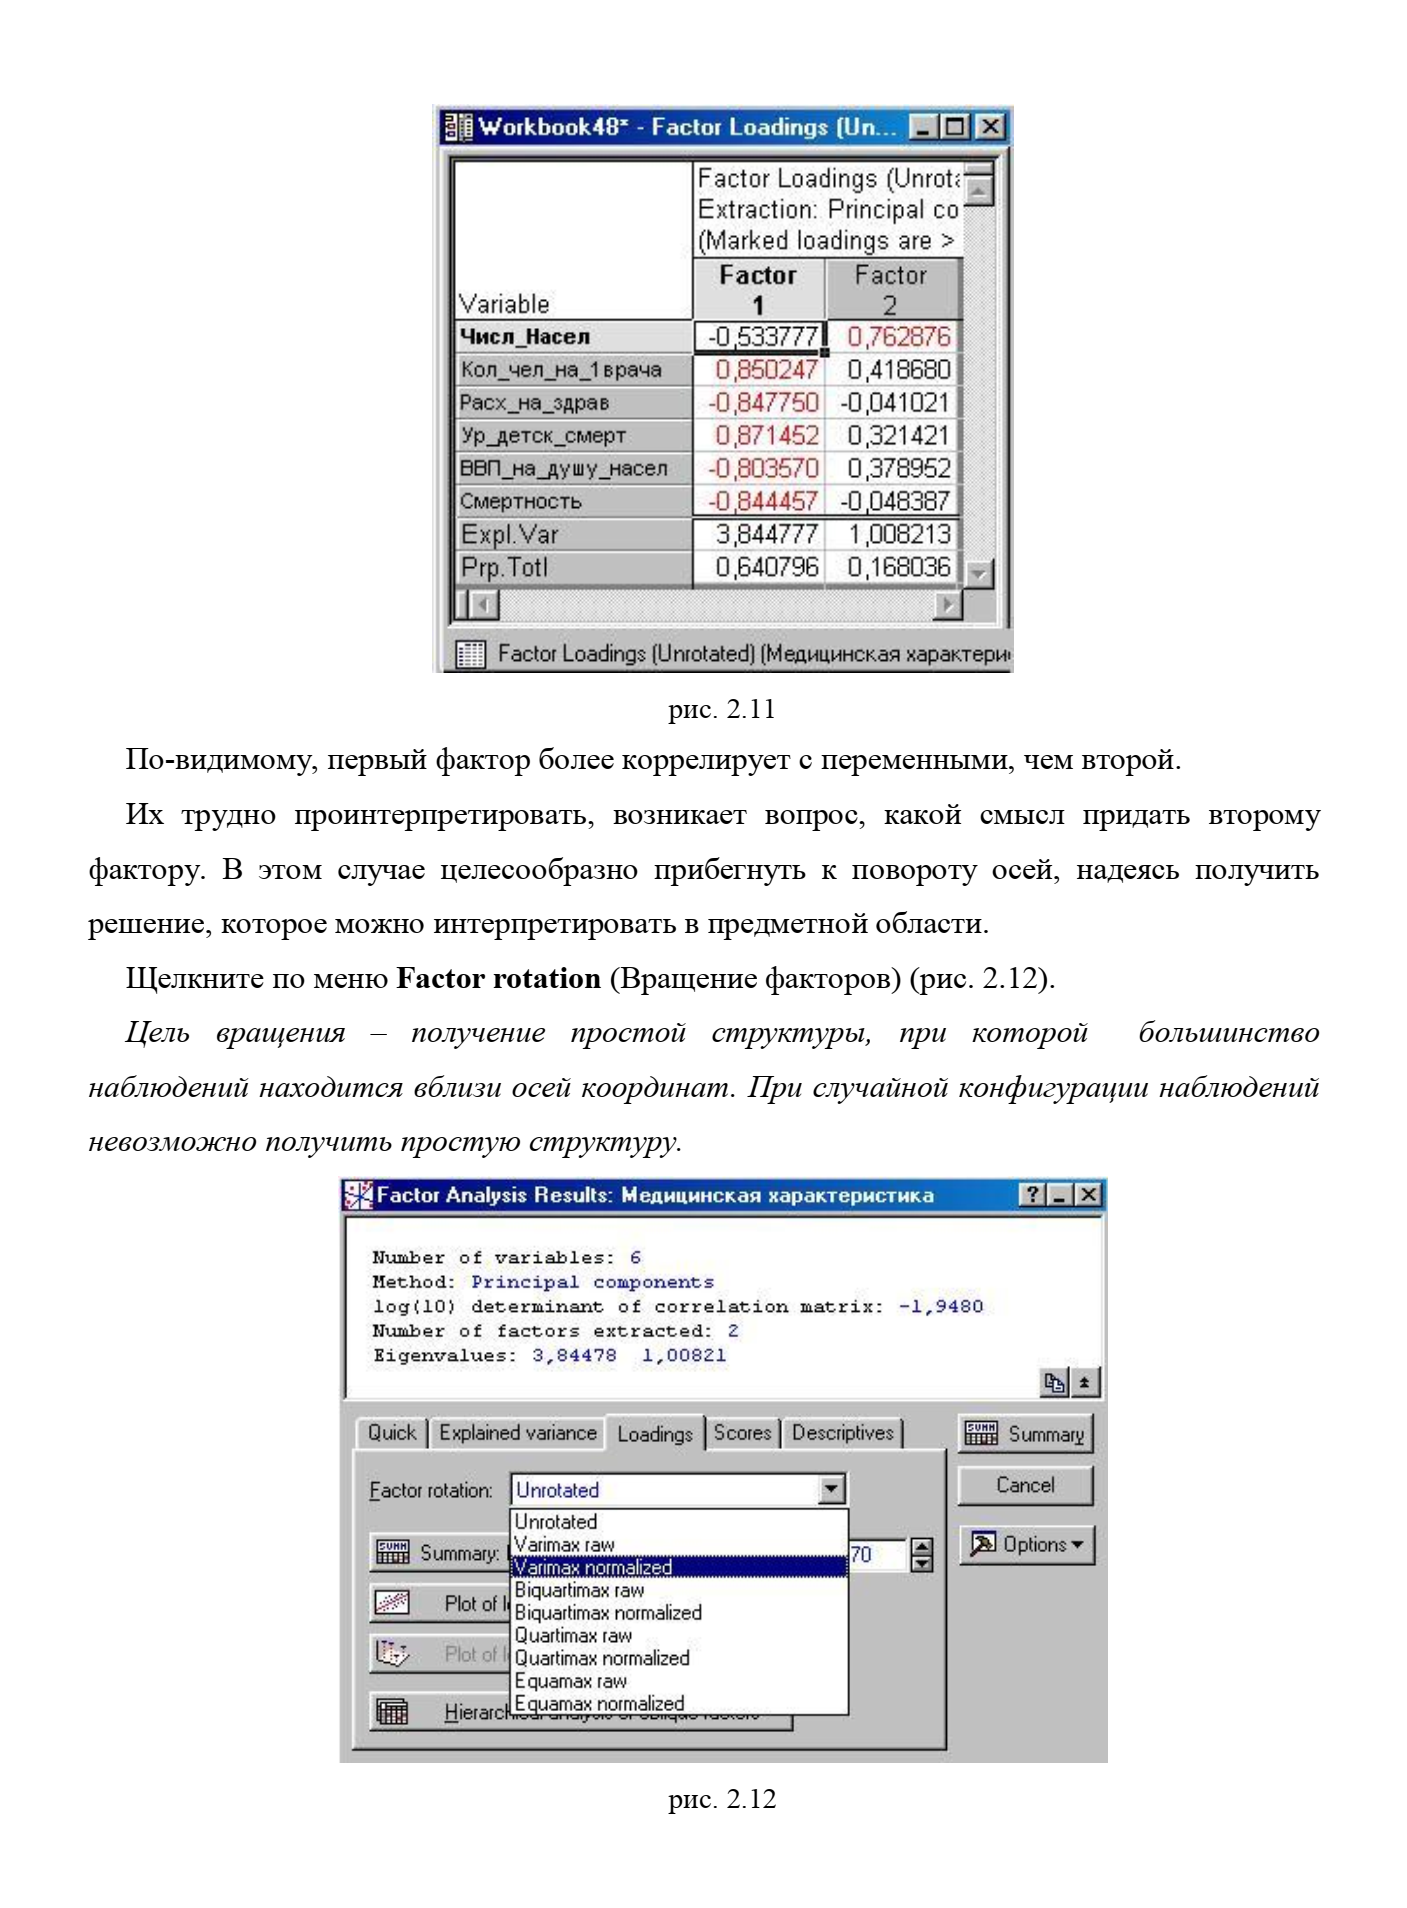 Workbook48* - Factor Loadings (Un...
Factor Loadings (Unrota
Extraction: Principal co
(Marked loadings are >
Variable Factor 1 Factor 2
Числ_Насел -0,533777 0,762876
Кол_чел_на_1врача 0,850247 0,418680
Расх_на_здрав -0,847750 -0,041021
Ур_детск_смерт 0,871452 0,321421
ВВП_на_душу_насел -0,803570 0,378952
Смертность -0,844457 -0,048387
Expl.Var 3,844777 1,008213
Prp.Totl 0,640796 0,168036
Factor Loadings (Unrotated) (Медицинская характери
рис. 2.11
По-видимому, первый фактор более коррелирует с переменными, чем второй.
Их трудно проинтерпретировать, возникает вопрос, какой смысл придать второму
фактору. В этом случае целесообразно прибегнуть к повороту осей, надеясь получить
решение, которое можно интерпретировать в предметной области.
Щелкните по меню Factor rotation (Вращение факторов) (рис. 2.12).
Цель вращения – получение простой структуры, при которой большинство
наблюдений находится вблизи осей координат. При случайной конфигурации наблюдений
невозможно получить простую структуру.
Factor Analysis Results: Медицинская характеристика
Number of variables: 6
Method: Principal components
log(10) determinant of correlation matrix: -1,9480
Number of factors extracted: 2
Eigenvalues: 3,84478 1,00821
Quick Explained variance Loadings Scores Descriptives
Summary
Cancel
Options
Factor rotation: Unrotated
Unrotated
Varimax raw
Summary: 70
Varimax normalized
Biquartimax raw
Plot of l
Biquartimax normalized
Quartimax raw
Plot of l
Quartimax normalized
Equamax raw
Equamax normalized
Hierarchical analysis of oblique factors
рис. 2.12